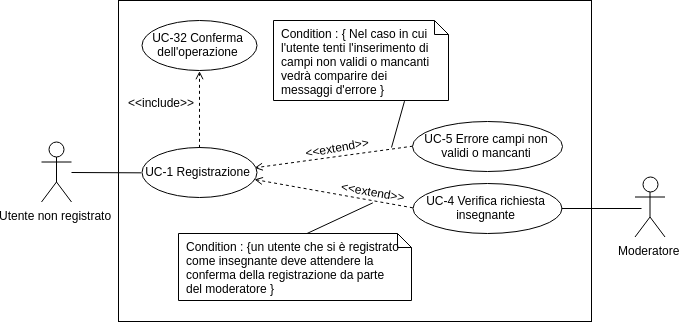 UC-32 Conferma
dell'operazione
Condition : { Nel caso in cui
l'utente tenti l'inserimento di
campi non validi o mancanti
vedrà comparire dei
messaggi d'errore }
<<include>>
<<extend>>
UC-5 Errore campi non
validi o mancanti
UC-1 Registrazione
<<extend>>
UC-4 Verifica richiesta
insegnante
Utente non registrato
Moderatore
Condition : {un utente che si è registrato
come insegnante deve attendere la
conferma della registrazione da parte
del moderatore }